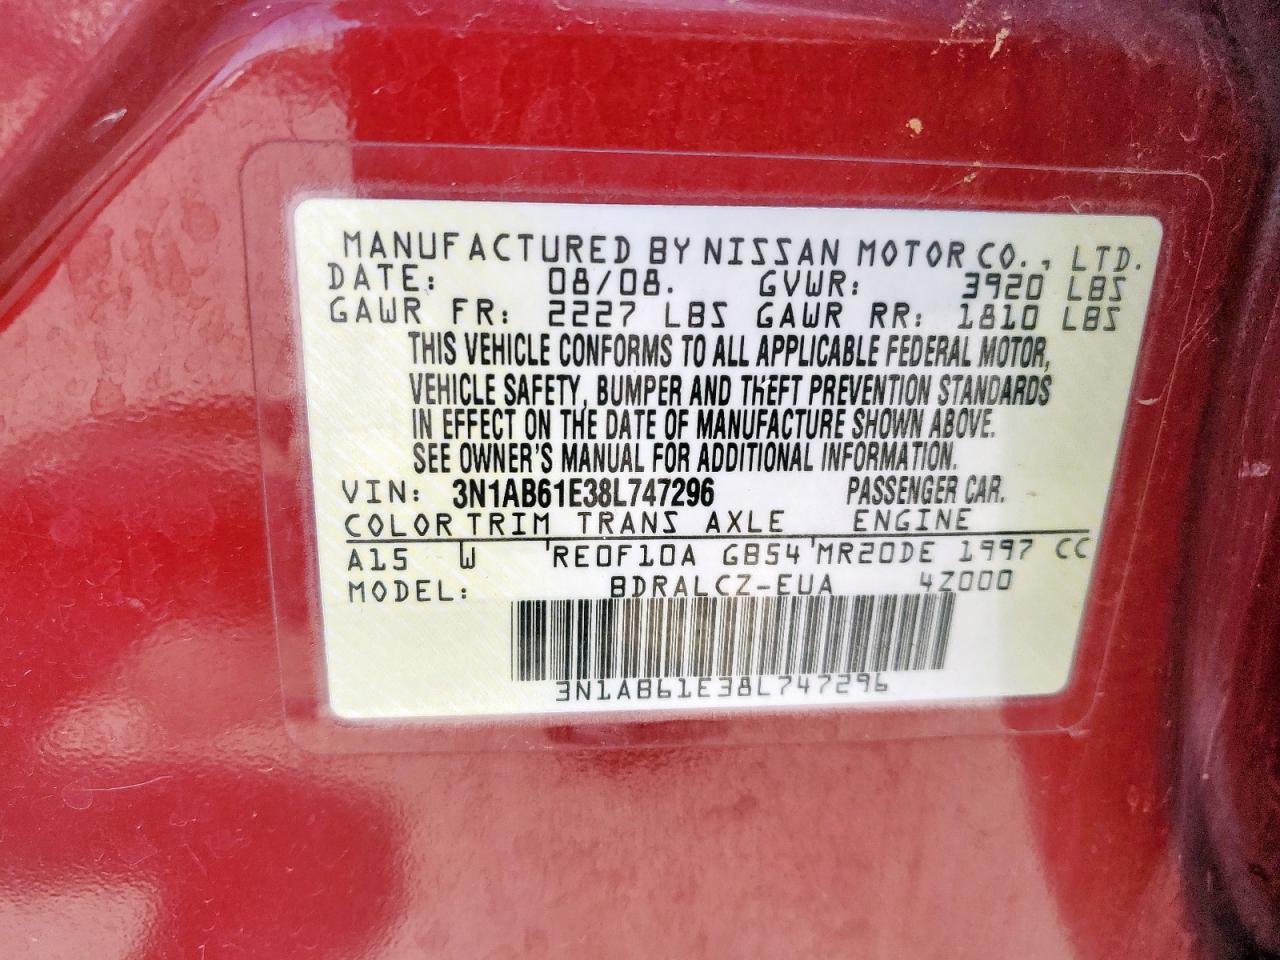 MANUFACTURED BY NISSAN MOTOR CO., LTD.
DATE: 08/08. GVWR: 3920 LBS
GAWR FR: 2227 LBS GAWR RR: 1810 LBS
THIS VEHICLE CONFORMS TO ALL APPLICABLE FEDERAL MOTOR,
VEHICLE SAFETY, BUMPER AND THEFT PREVENTION STANDARDS
IN EFFECT ON THE DATE OF MANUFACTURE SHOWN ABOVE.
SEE OWNER'S MANUAL FOR ADDITIONAL INFORMATION.
VIN: 3N1AB61E38L747296 PASSENGER CAR.
COLOR TRIM TRANS AXLE ENGINE
A15 W RE0F10A GB54 MR20DE 1997 CC
MODEL: BDRALCZ-EUA 4Z000
3N1AB61E38L747296